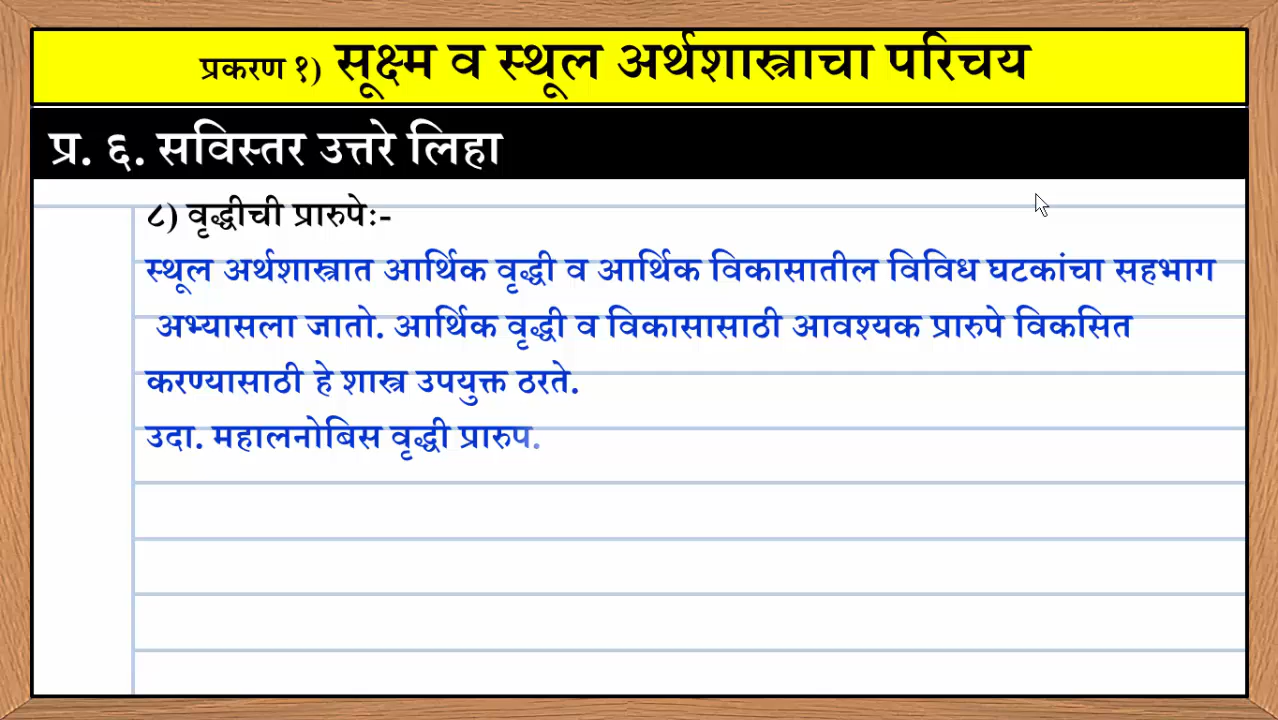 प्रकरण १) सूक्ष्म व स्थूल अर्थशास्त्राचा परिचय
प्र. ६. सविस्तर उत्तरे लिहा
८) वृद्धीची प्रारुपेः-
स्थूल अर्थशास्त्रात आर्थिक वृद्धी व आर्थिक विकासातील विविध घटकांचा सहभाग
अभ्यासला जातो. आर्थिक वृद्धी व विकासासाठी आवश्यक प्रारुपे विकसित
करण्यासाठी हे शास्त्र उपयुक्त ठरते.
उदा. महालनोबिस वृद्धी प्रारुप.